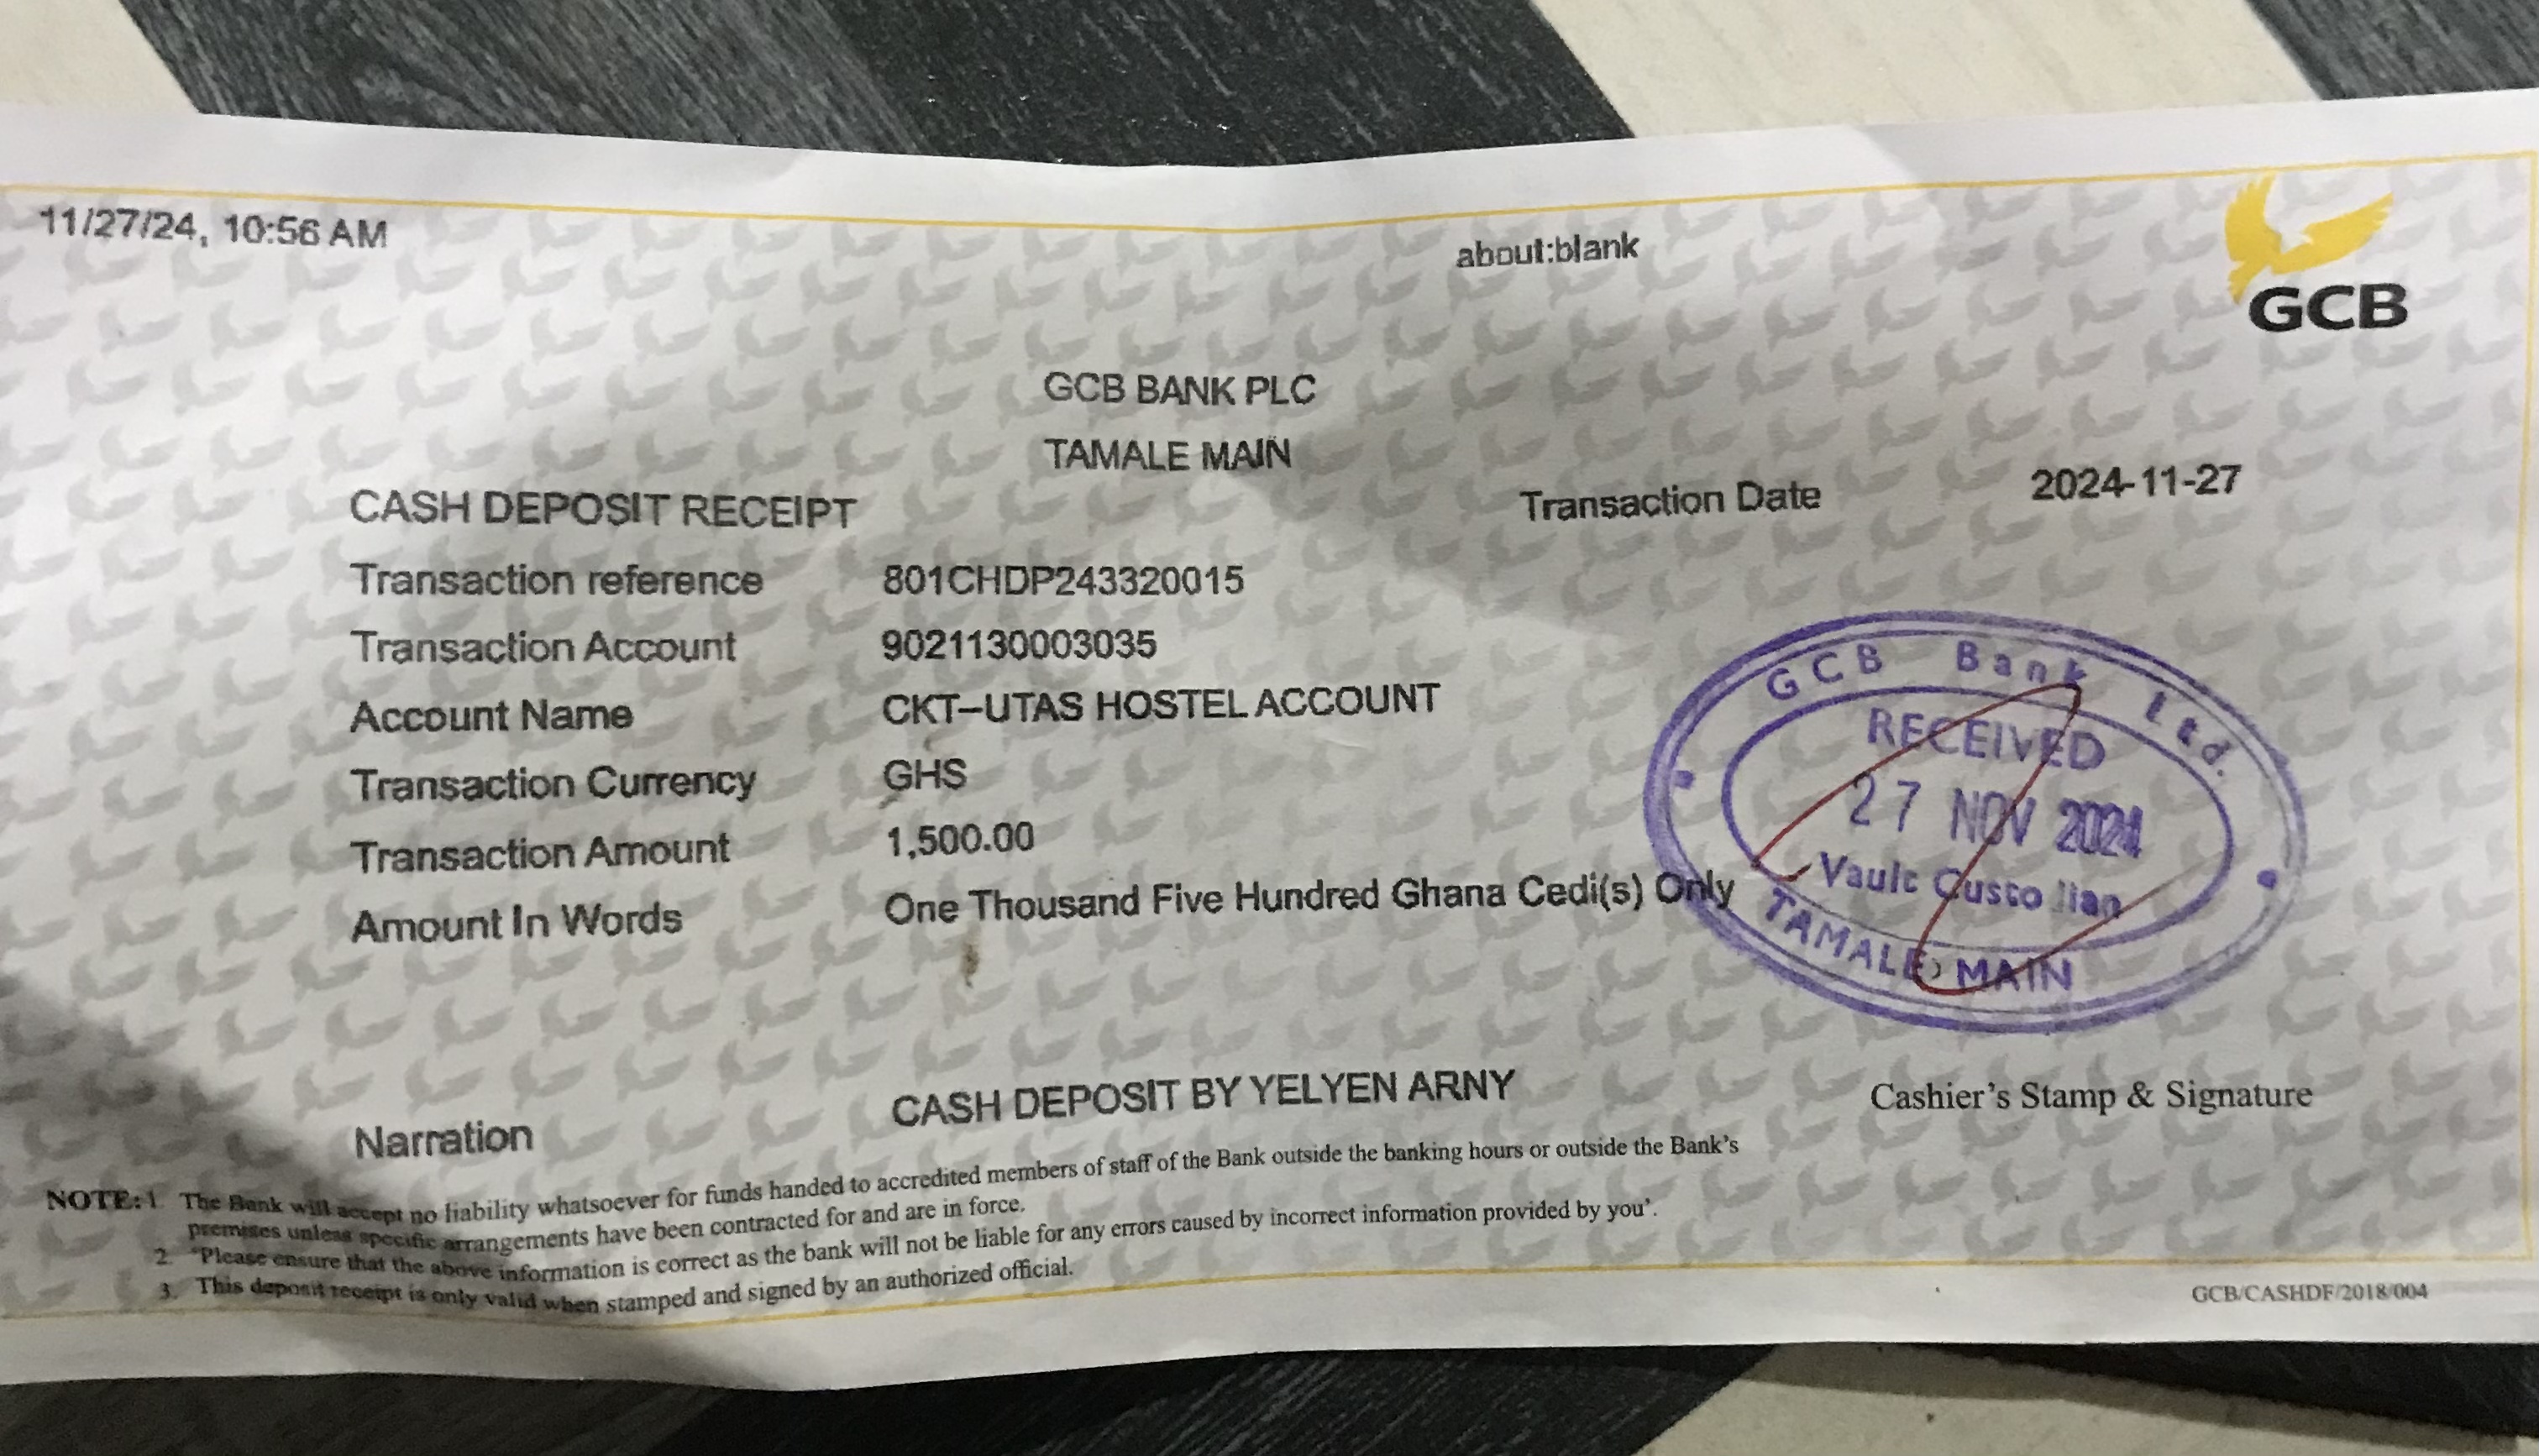 11/27/24, 10:56 AM
about:blank
GCB
GCB BANK PLC
TAMALE MAIN
CASH DEPOSIT RECEIPT
Transaction Date 2024-11-27
Transaction reference 801CHDP243320015
Transaction Account 9021130003035
Account Name CKT-UTAS HOSTEL ACCOUNT
Transaction Currency GHS
Transaction Amount 1,500.00
Amount In Words One Thousand Five Hundred Ghana Cedi(s) Only
GCB Bank Ltd.
RECEIVED
27 NOV 2024
Vault Custodian
TAMALE MAIN
Narration CASH DEPOSIT BY YELYEN ARNY
Cashier's Stamp & Signature
NOTE: 1 The Bank will accept no liability whatsoever for funds handed to accredited members of staff of the Bank outside the banking hours or outside the Bank's
premises unless specific arrangements have been contracted for and are in force.
2. "Please ensure that the above information is correct as the bank will not be liable for any errors caused by incorrect information provided by you'.
3. This deposit receipt is only valid when stamped and signed by an authorized official.
GCB/CASHDF/2018/004